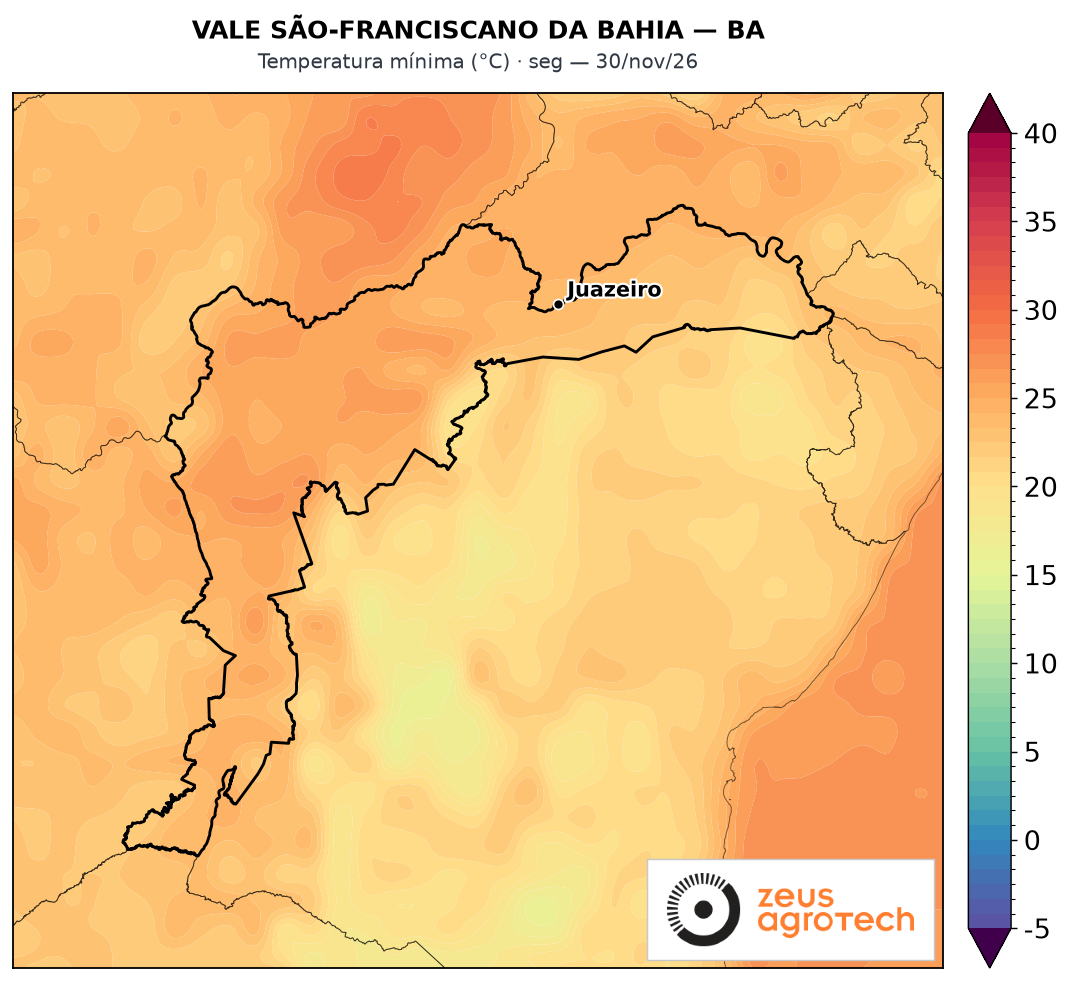 VALE SÃO-FRANCISCANO DA BAHIA — BA
Temperatura mínima (°C) · seg — 30/nov/26
Juazeiro
40
35
30
25
20
15
10
5
0
-5
zeus
agrotech